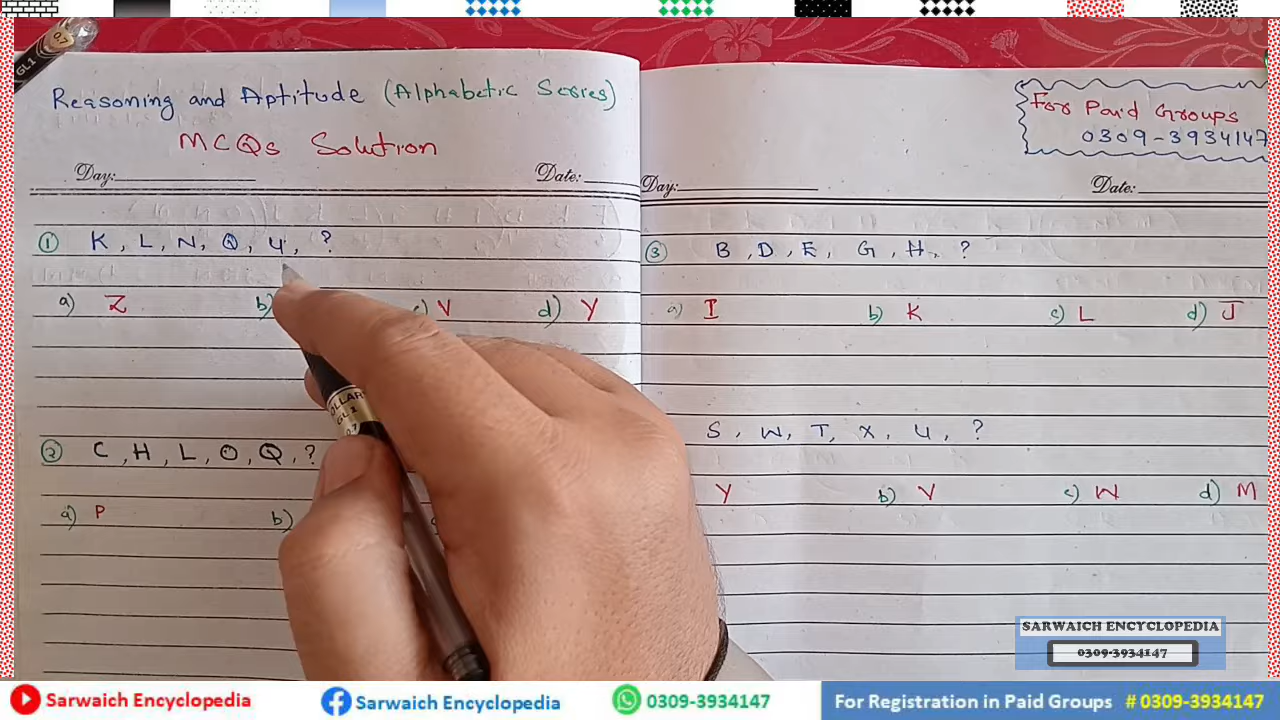 Reasoning and Aptitude (Alphabetic Series)
MCQs Solution
Day:
Date:
① K, L, N, Q, U, ?
a) Z b) c) V d) Y
② C, H, L, O, Q, ?
a) P b)
For Paid Groups
0309-3934147
Day:
Date:
③ B, D, E, G, H, ?
a) I b) K c) L d) J
S, W, T, X, U, ?
Y b) V c) W d) M
SARWAICH ENCYCLOPEDIA
0309-3934147
Sarwaich Encyclopedia
Sarwaich Encyclopedia
0309-3934147
For Registration in Paid Groups # 0309-3934147